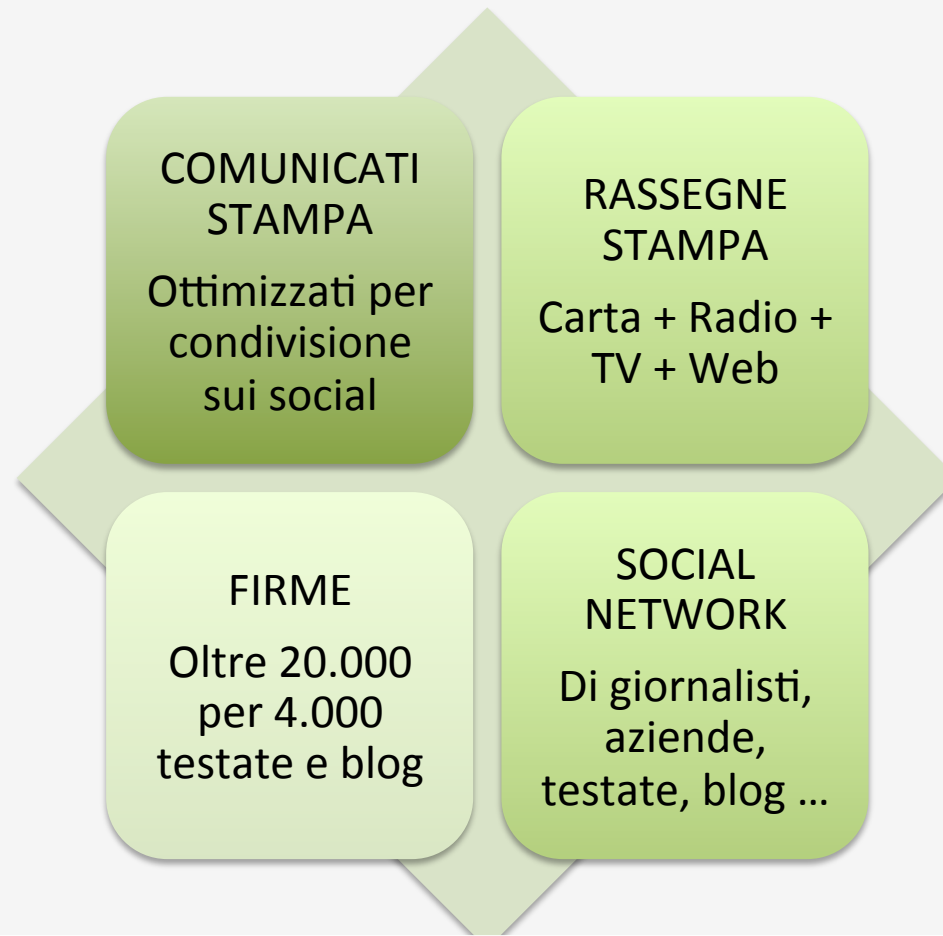 COMUNICATI
STAMPA
Ottimizzati per
condivisione
sui social
RASSEGNE
STAMPA
Carta + Radio +
TV + Web
FIRME
Oltre 20.000
per 4.000
testate e blog
SOCIAL
NETWORK
Di giornalisti,
aziende,
testate, blog ...